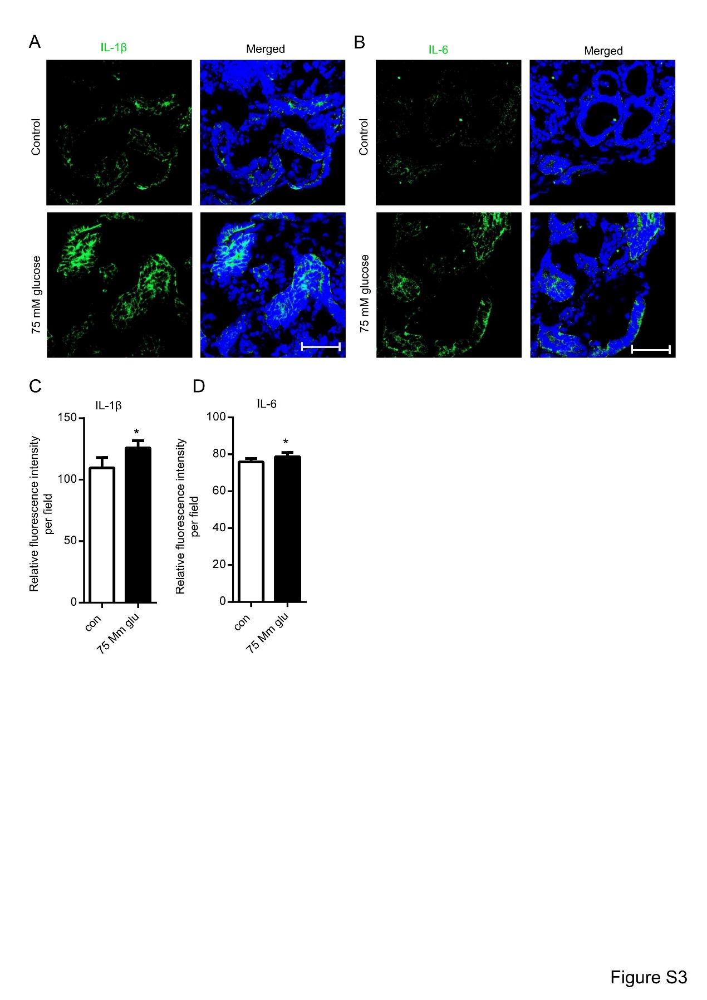 A
IL-1β
Merged
Control
75 mM glucose
B
IL-6
Merged
Control
75 mM glucose
C
IL-1β
Relative fluorescence intensity
per field
150
100
50
0
*
con
75 Mm glu
D
IL-6
Relative fluorescence intensity
per field
100
80
60
40
20
0
*
con
75 Mm glu
Figure S3